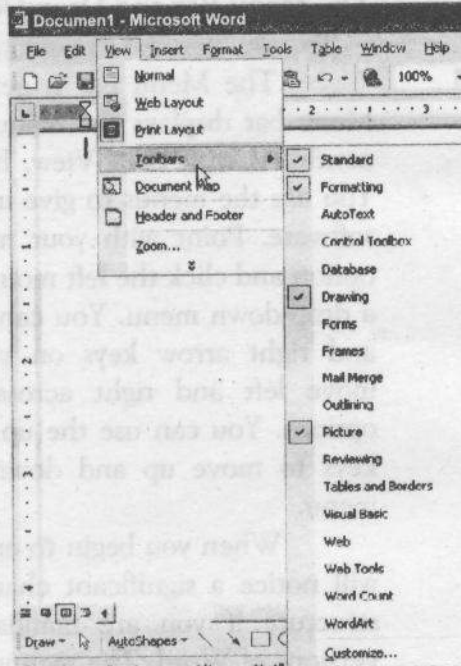 Document1 - Microsoft Word
File Edit View Insert Format Tools Table Window Help
100%
Normal
Web Layout
Print Layout
Toolbars
Document Map
Header and Footer
Zoom...
2 3
Standard
Formatting
AutoText
Control Toolbox
Database
Drawing
Forms
Frames
Mail Merge
Outlining
Picture
Reviewing
Tables and Borders
Visual Basic
Web
Web Tools
Word Count
WordArt
Customize...
Draw AutoShapes